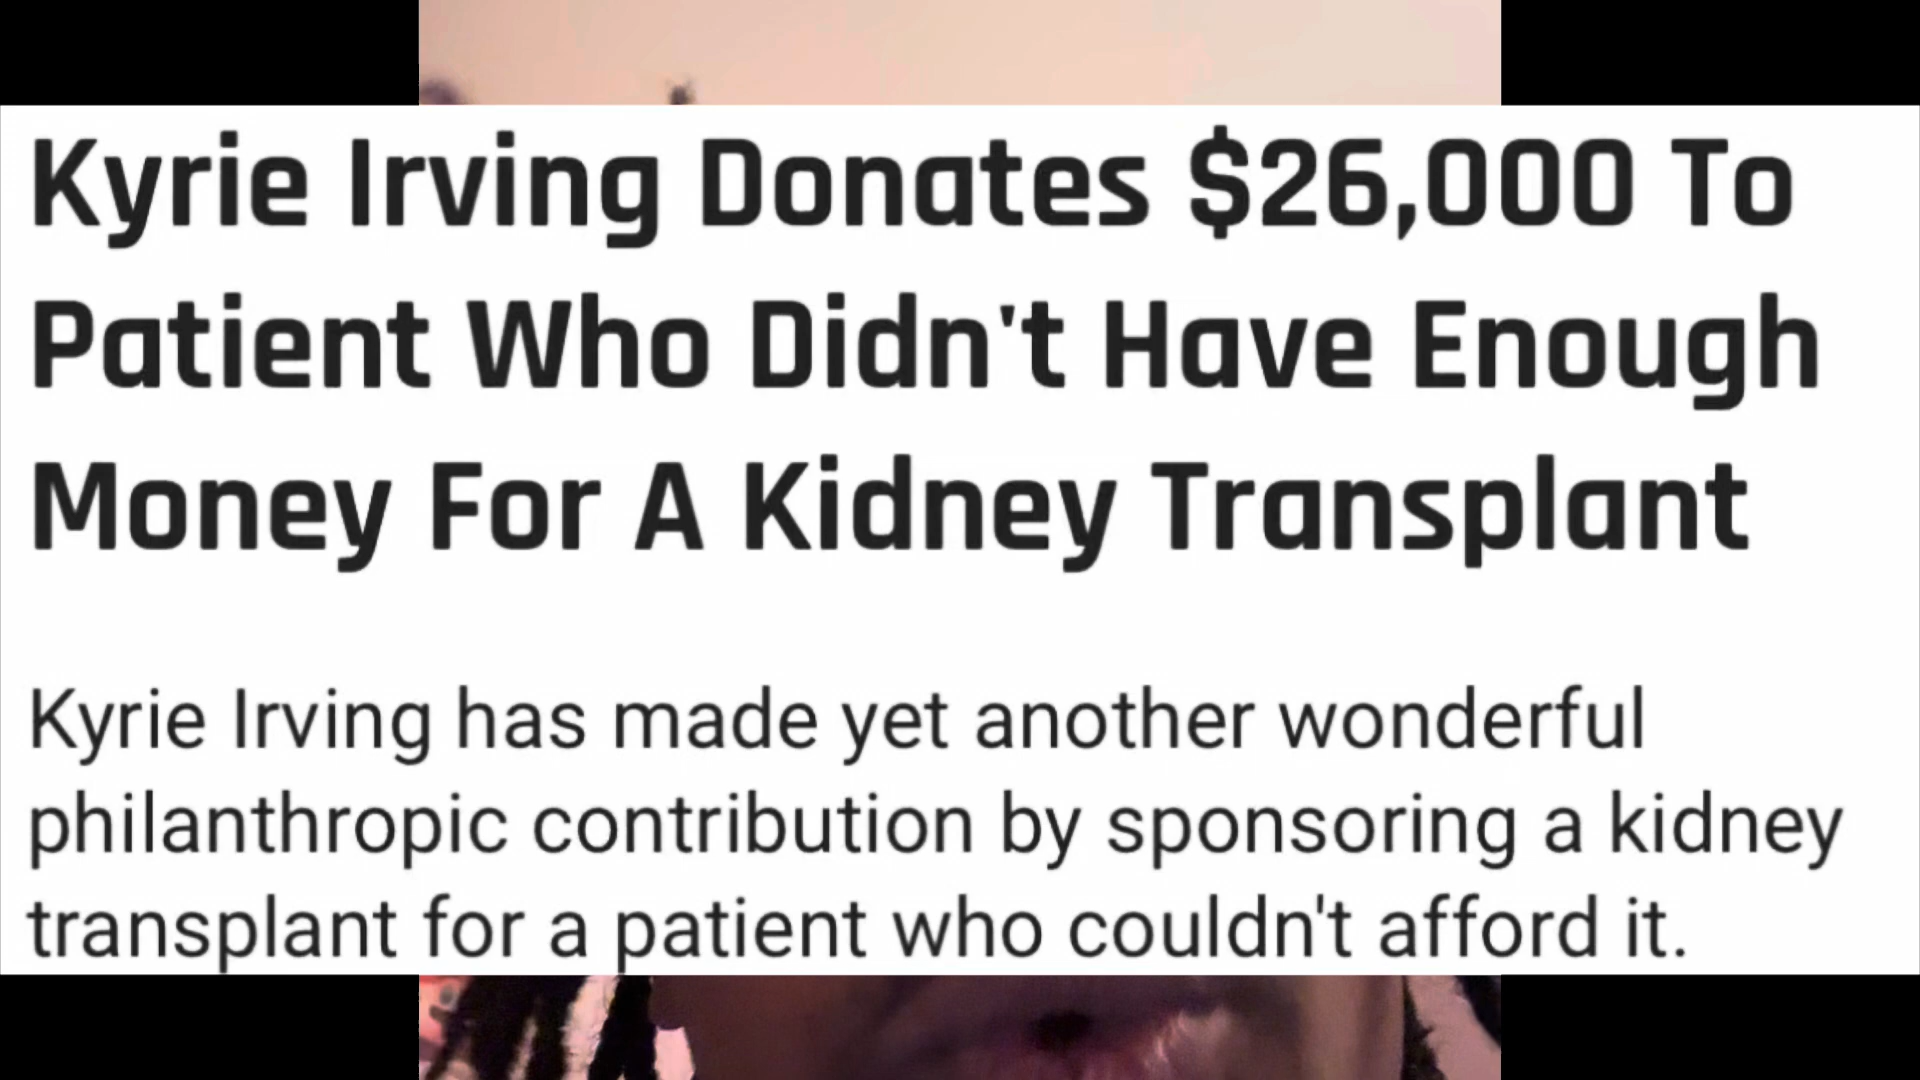 Kyrie Irving Donates $26,000 To
Patient Who Didn't Have Enough
Money For A Kidney Transplant
Kyrie Irving has made yet another wonderful
philanthropic contribution by sponsoring a kidney
transplant for a patient who couldn't afford it.